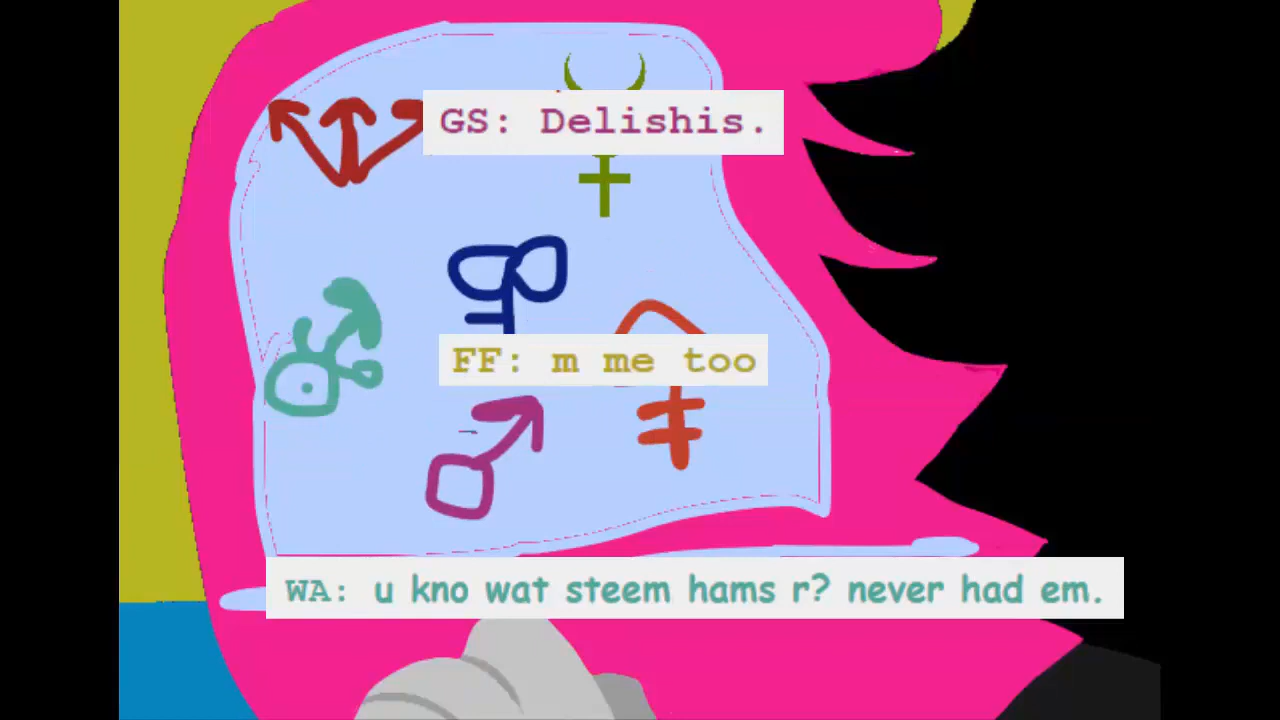 GS: Delishis.
FF: m me too
WA: u kno wat steem hams r? never had em.